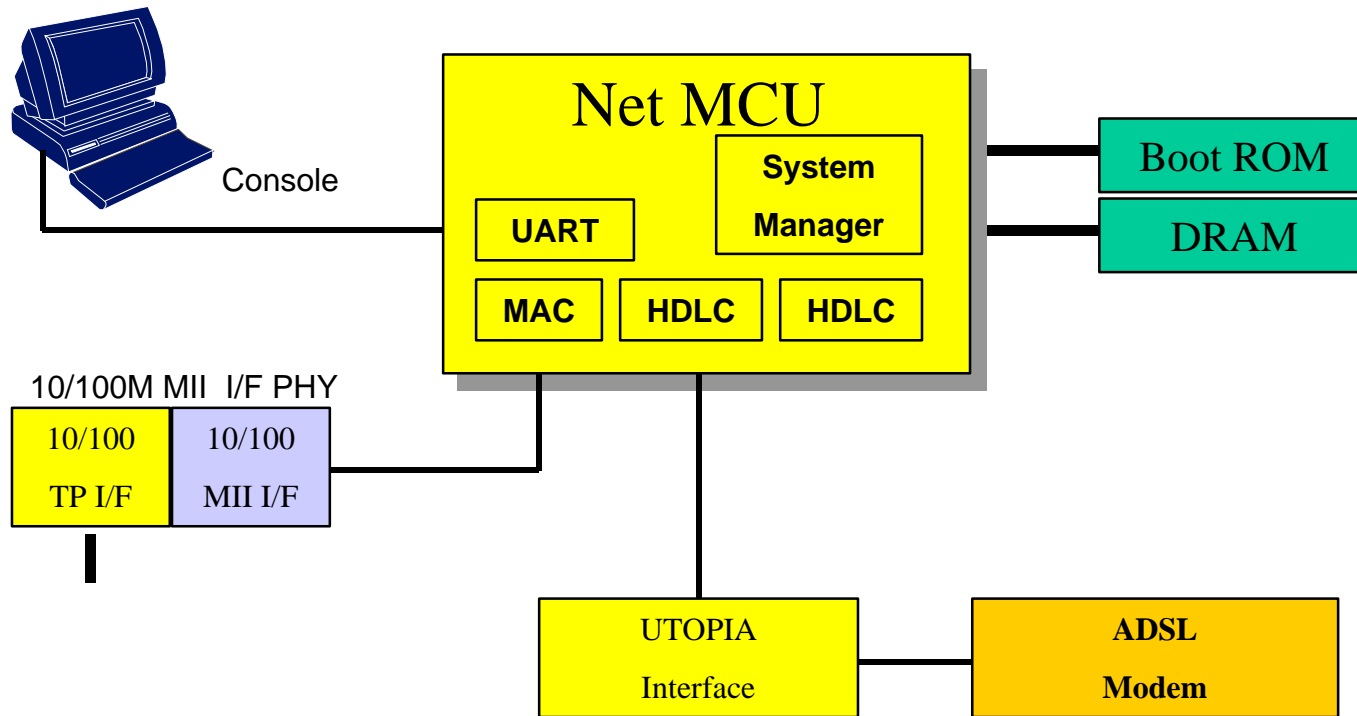 Net MCU
System
Manager
Console
UART
MAC
HDLC
HDLC
Boot ROM
DRAM
10/100M MII I/F PHY
10/100
TP I/F
10/100
MII I/F
UTOPIA
Interface
ADSL
Modem